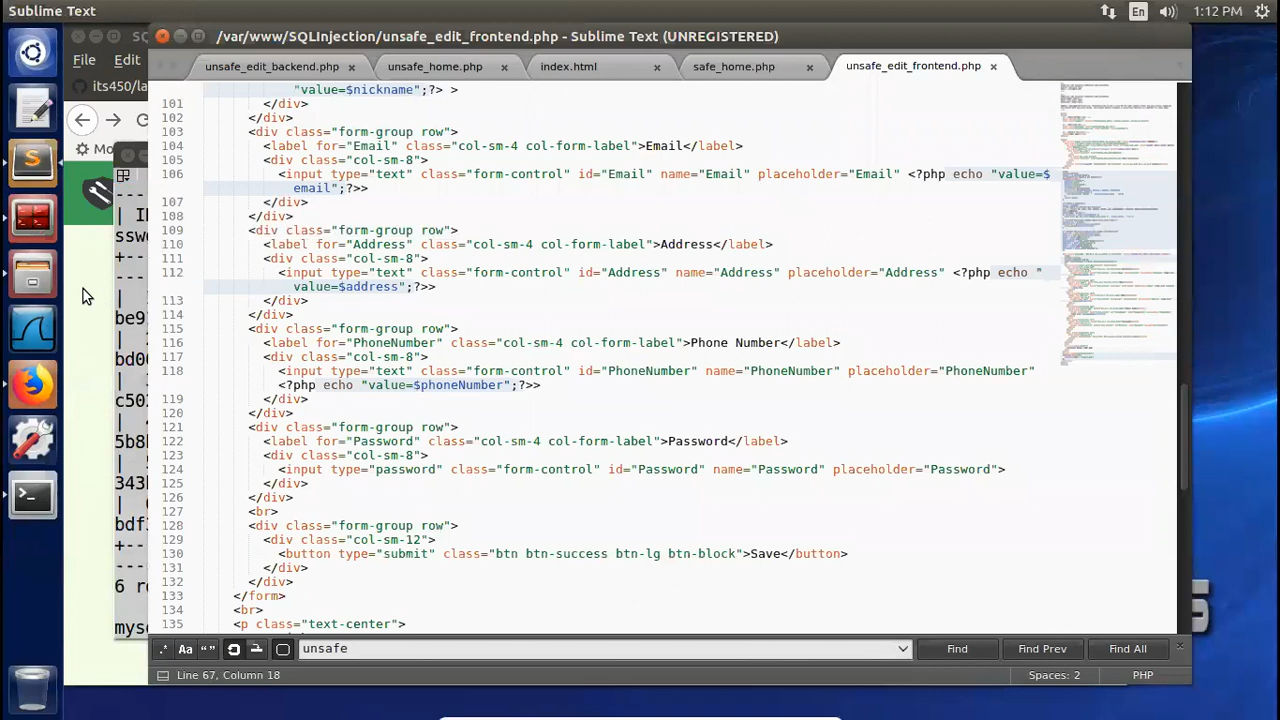 Sublime Text
En
1:12 PM
/var/www/SQLInjection/unsafe_edit_frontend.php - Sublime Text (UNREGISTERED)
File Edit
unsafe_edit_backend.php
unsafe_home.php
index.html
safe_home.php
unsafe_edit_frontend.php
its450/
"value=$nickname";?> >
101 </div>
102 </div>
103 <div class="form-group row">
104 <label for="Email" class="col-sm-4 col-form-label">Email</label>
105 <div class="col-sm-8">
106 <input type="text" class="form-control" id="Email" name="Email" placeholder="Email" <?php echo "value=$
email";?>>
107 </div>
108 </div>
109 <div class="form-group row">
110 <label for="Address" class="col-sm-4 col-form-label">Address</label>
111 <div class="col-sm-8">
112 <input type="text" class="form-control" id="Address" name="Address" placeholder="Address" <?php echo "
value=$address";?>>
113 </div>
114 </div>
115 <div class="form-group row">
116 <label for="PhoneNumber" class="col-sm-4 col-form-label">Phone Number</label>
117 <div class="col-sm-8">
118 <input type="text" class="form-control" id="PhoneNumber" name="PhoneNumber" placeholder="PhoneNumber"
<?php echo "value=$phoneNumber";?>>
119 </div>
120 </div>
121 <div class="form-group row">
122 <label for="Password" class="col-sm-4 col-form-label">Password</label>
123 <div class="col-sm-8">
124 <input type="password" class="form-control" id="Password" name="Password" placeholder="Password">
125 </div>
126 </div>
127 <br>
128 <div class="form-group row">
129 <div class="col-sm-12">
130 <button type="submit" class="btn btn-success btn-lg btn-block">Save</button>
131 </div>
132 </div>
133 </form>
134 <br>
135 <p class="text-center">
Mo
| I
ssw
+--
---
|
be9
bd00
c50
5b8
343
bdf
+--
6 r
mys
unsafe
Find
Find Prev
Find All
Line 67, Column 18
Spaces: 2
PHP